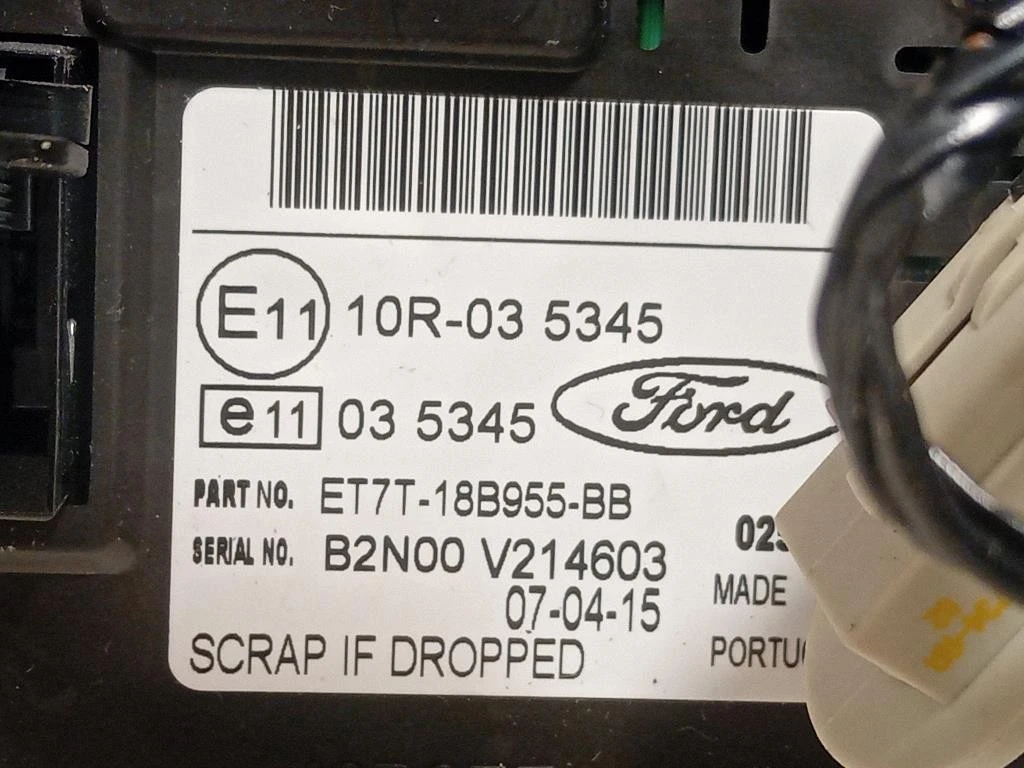 E11 10R-03 5345
e11 03 5345 Ford
PART NO. ET7T-18B955-BB
SERIAL NO. B2N00 V214603
07-04-15 MADE
SCRAP IF DROPPED